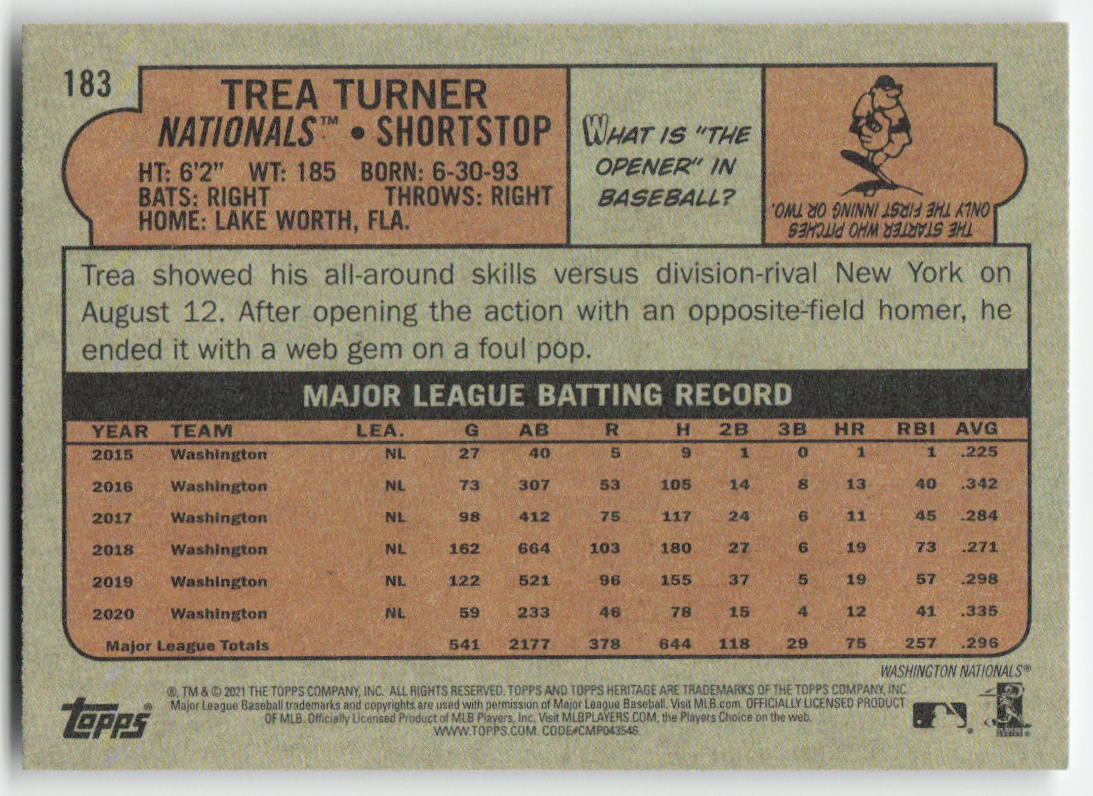 183
TREA TURNER
NATIONALS™ • SHORTSTOP
HT: 6'2" WT: 185 BORN: 6-30-93
BATS: RIGHT THROWS: RIGHT
HOME: LAKE WORTH, FLA.
WHAT IS "THE
OPENER" IN
BASEBALL?
THE STARTER WHO PITCHES
ONLY THE FIRST INNING OR TWO.
Trea showed his all-around skills versus division-rival New York on
August 12. After opening the action with an opposite-field homer, he
ended it with a web gem on a foul pop.
MAJOR LEAGUE BATTING RECORD
YEAR TEAM LEA. G AB R H 2B 3B HR RBI AVG
2015 Washington NL 27 40 5 9 1 0 1 1 .225
2016 Washington NL 73 307 53 105 14 8 13 40 .342
2017 Washington NL 98 412 75 117 24 6 11 45 .284
2018 Washington NL 162 664 103 180 27 6 19 73 .271
2019 Washington NL 122 521 96 155 37 5 19 57 .298
2020 Washington NL 59 233 46 78 15 4 12 41 .335
Major League Totals 541 2177 378 644 118 29 75 257 .296
WASHINGTON NATIONALS®
®, TM & © 2021 THE TOPPS COMPANY, INC. ALL RIGHTS RESERVED. TOPPS AND TOPPS HERITAGE ARE TRADEMARKS OF THE TOPPS COMPANY, INC.
Major League Baseball trademarks and copyrights are used with permission of Major League Baseball. Visit MLB.com. OFFICIALLY LICENSED PRODUCT
OF MLB. Officially Licensed Product of MLB Players, Inc. Visit MLBPLAYERS.COM, the Players Choice on the web.
WWW.TOPPS.COM. CODE#CMP043546.
topps®